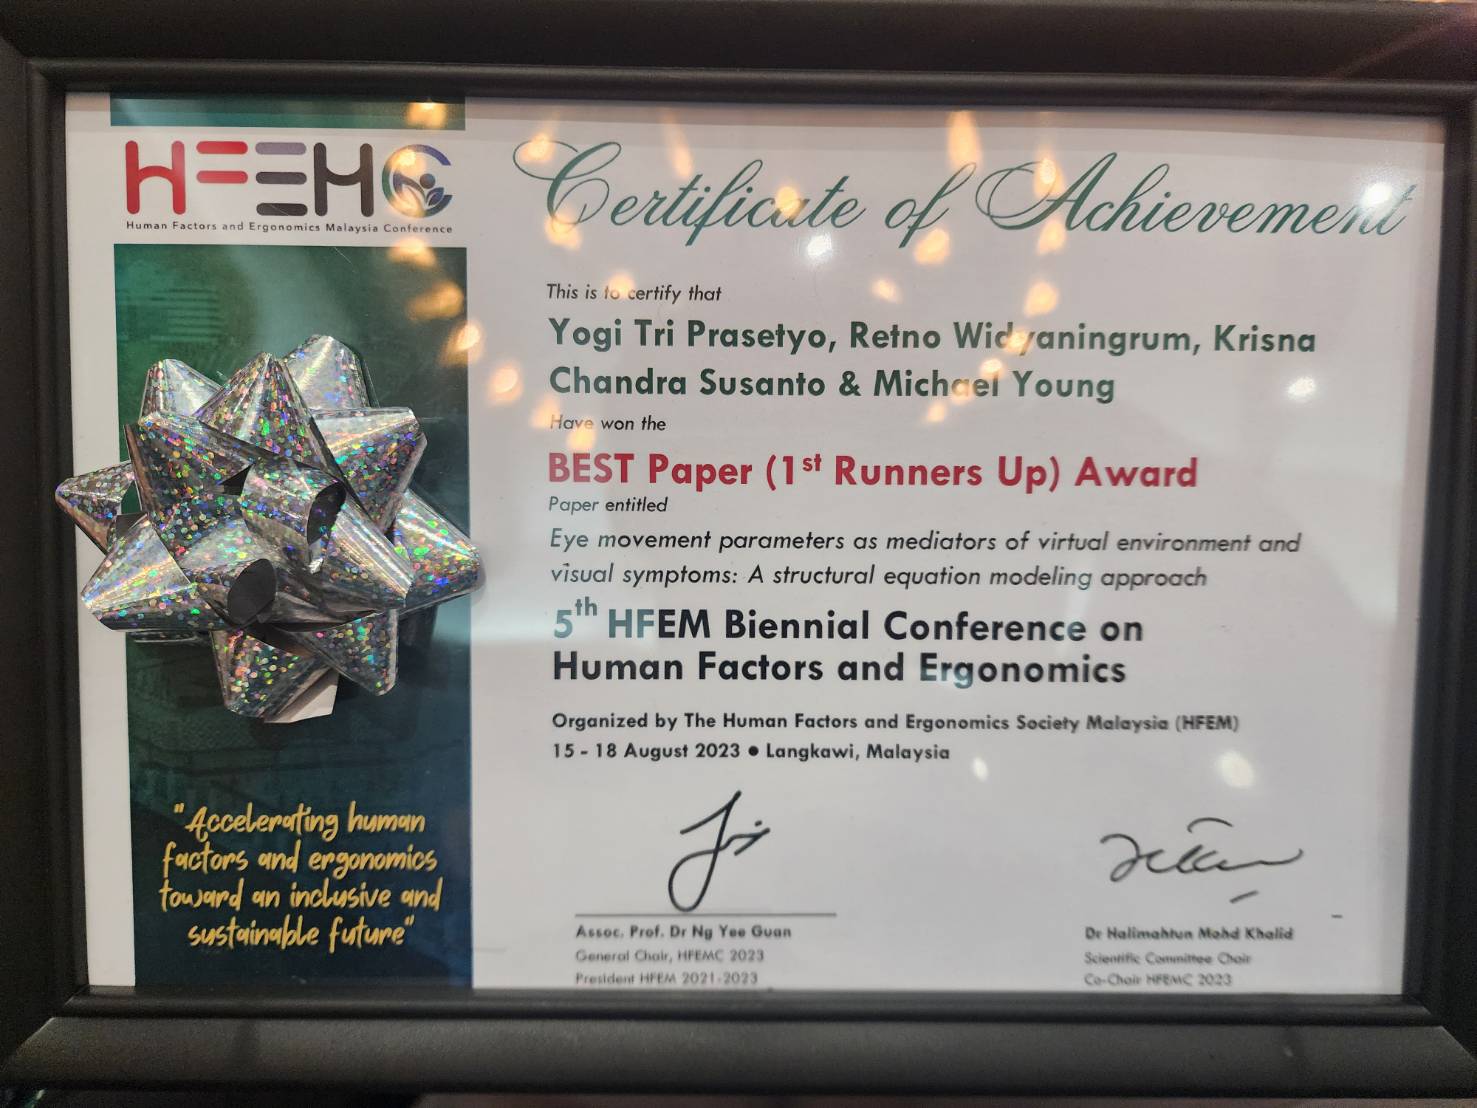 HFEMC
Human Factors and Ergonomics Malaysia Conference
Certificate of Achievement
This is to certify that
Yogi Tri Prasetyo, Retno Widyaningrum, Krisna
Chandra Susanto & Michael Young
Have won the
BEST Paper (1st Runners Up) Award
Paper entitled
Eye movement parameters as mediators of virtual environment and
visual symptoms: A structural equation modeling approach
5th HFEM Biennial Conference on
Human Factors and Ergonomics
Organized by The Human Factors and Ergonomics Society Malaysia (HFEM)
15 - 18 August 2023 ● Langkawi, Malaysia
"Accelerating human
factors and ergonomics
toward an inclusive and
sustainable future"
Assoc. Prof. Dr Ng Yee Guan
General Chair, HFEMC 2023
President HFEM 2021-2023
Dr Halimahtun Mohd Khalid
Scientific Committee Chair
Co-Chair HFEMC 2023